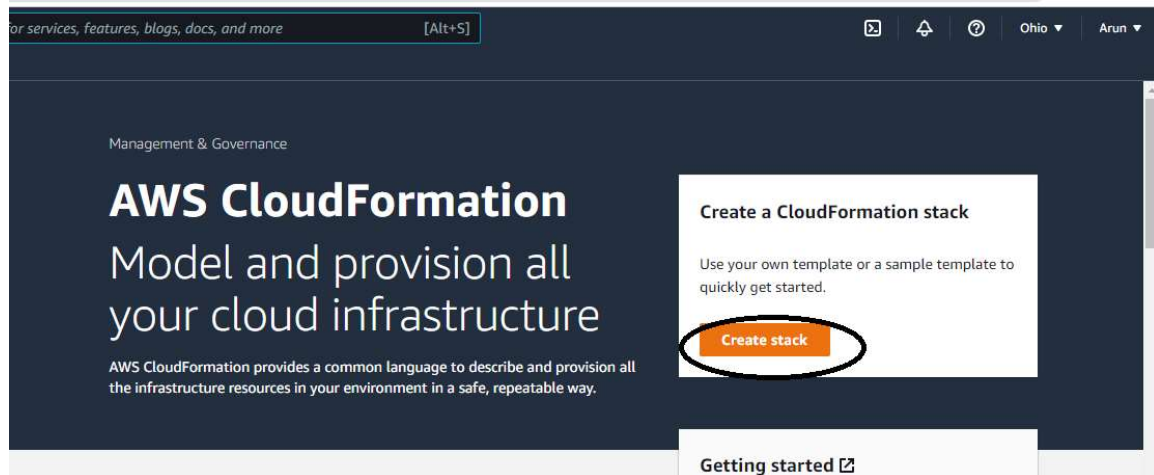 for services, features, blogs, docs, and more [Alt+S]
Ohio ▼ Arun ▼
Management & Governance
AWS CloudFormation
Model and provision all
your cloud infrastructure
AWS CloudFormation provides a common language to describe and provision all
the infrastructure resources in your environment in a safe, repeatable way.
Create a CloudFormation stack
Use your own template or a sample template to
quickly get started.
Create stack
Getting started